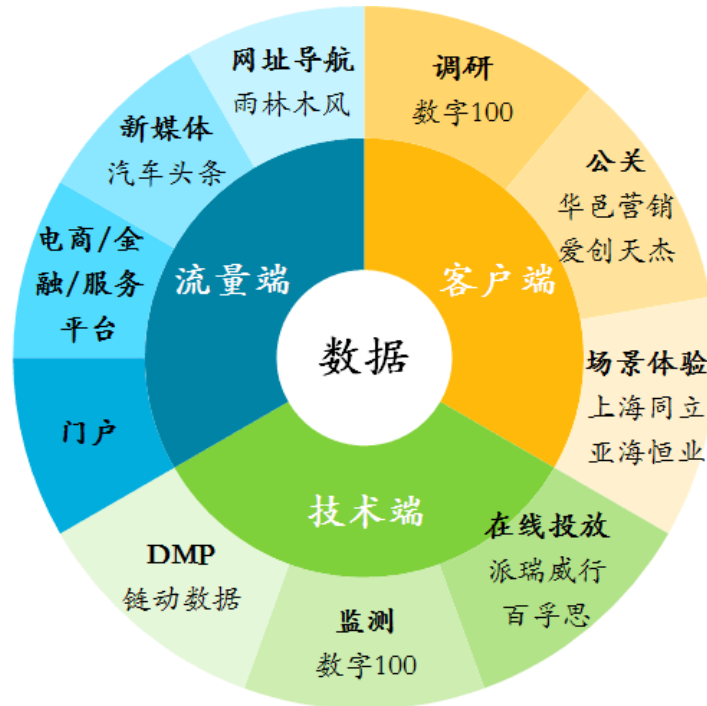 网址导航
雨林木风
调研
数字100
新媒体
汽车头条
公关
华邑营销
爱创天杰
电商/金
融/服务
平台
流量端
客户端
数据
场景体验
上海同立
亚海恒业
门户
技术端
在线投放
派瑞威行
百孚思
DMP
链动数据
监测
数字100